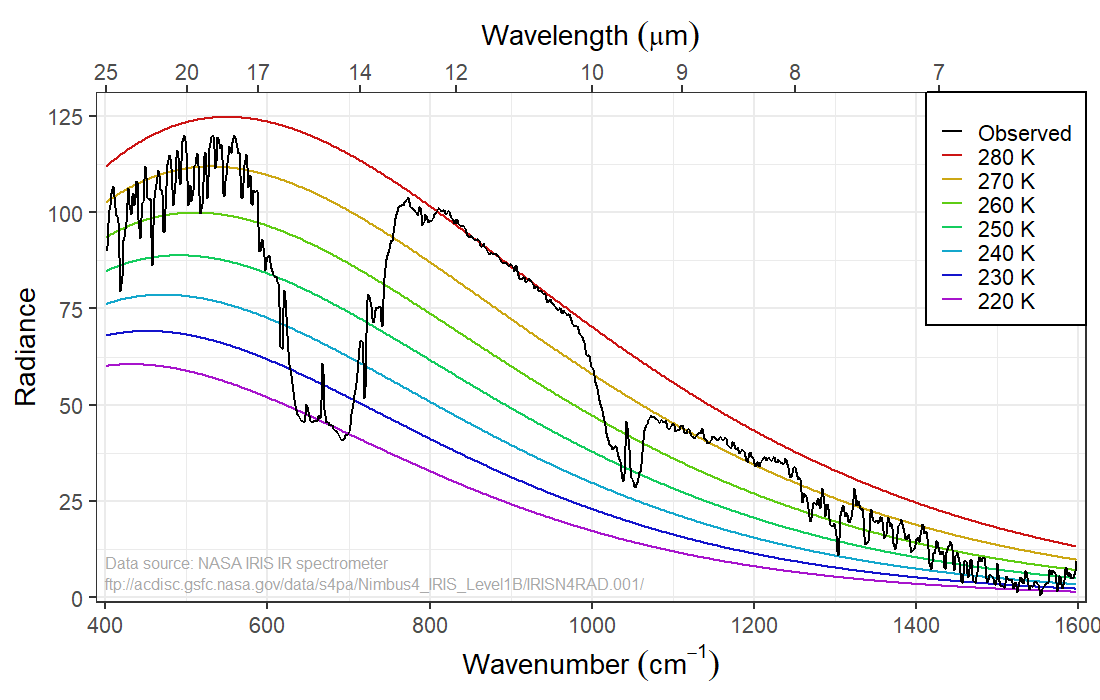 Wavelength (μm)
25 20 17 14 12 10 9 8 7
125
100
75
50
25
0
Radiance
Observed
280 K
270 K
260 K
250 K
240 K
230 K
220 K
Data source: NASA IRIS IR spectrometer
ftp://acdisc.gsfc.nasa.gov/data/s4pa/Nimbus4_IRIS_Level1B/IRISN4RAD.001/
400 600 800 1000 1200 1400 1600
Wavenumber (cm⁻¹)